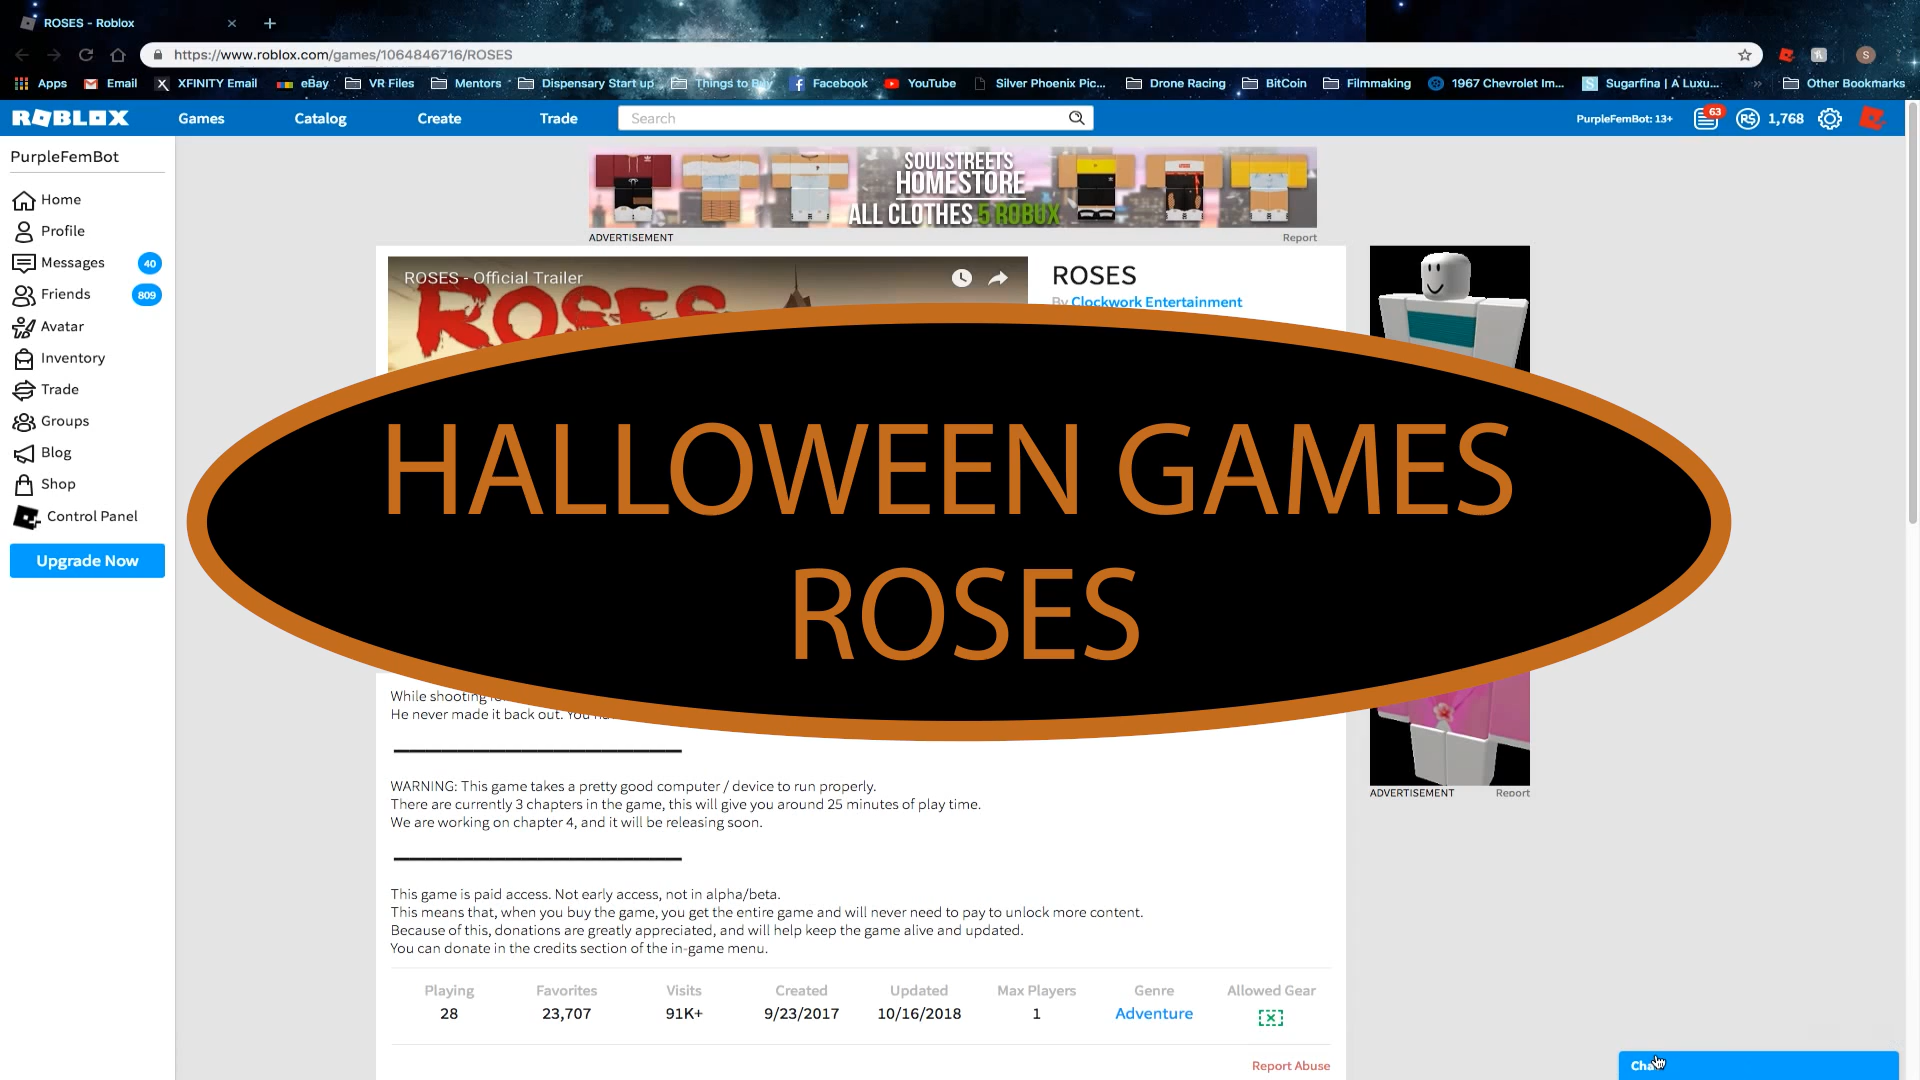 ROSES - Roblox
https://www.roblox.com/games/1064846716/ROSES
Apps Email XFINITY Email eBay VR Files Mentors Dispensary Start up Things to Buy Facebook YouTube Silver Phoenix Pic... Drone Racing BitCoin Filmmaking 1967 Chevrolet Im... Sugarfina | A Luxu... Other Bookmarks
ROBLOX Games Catalog Create Trade Search PurpleFemBot: 13+ 63 R$ 1,768
PurpleFemBot
Home
Profile
Messages 40
Friends 809
Avatar
Inventory
Trade
Groups
Blog
Shop
Control Panel
Upgrade Now
SOULSTREETS
HOMESTORE
ALL CLOTHES 5 ROBUX
ADVERTISEMENT Report
ROSES - Official Trailer
ROSES
ROSES
By Clockwork Entertainment
HALLOWEEN GAMES
ROSES
While shooting
He never made it back out. You
WARNING: This game takes a pretty good computer / device to run properly.
There are currently 3 chapters in the game, this will give you around 25 minutes of play time.
We are working on chapter 4, and it will be releasing soon.
This game is paid access. Not early access, not in alpha/beta.
This means that, when you buy the game, you get the entire game and will never need to pay to unlock more content.
Because of this, donations are greatly appreciated, and will help keep the game alive and updated.
You can donate in the credits section of the in-game menu.
Playing Favorites Visits Created Updated Max Players Genre Allowed Gear
28 23,707 91K+ 9/23/2017 10/16/2018 1 Adventure
Report Abuse
ADVERTISEMENT Report